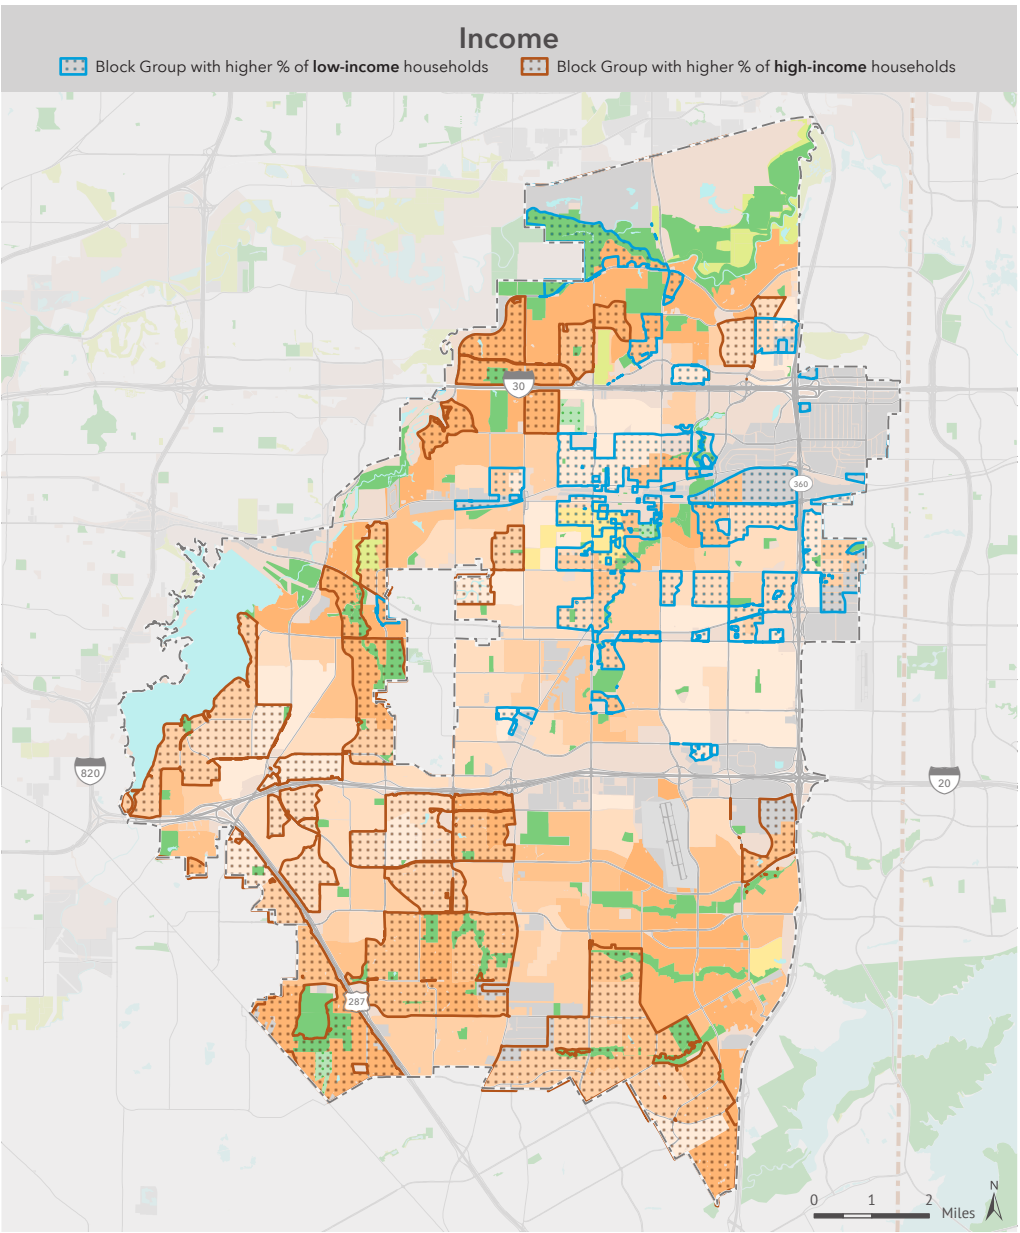 Income
Block Group with higher % of low-income households
Block Group with higher % of high-income households
30
360
820
20
287
0 1 2 Miles
N